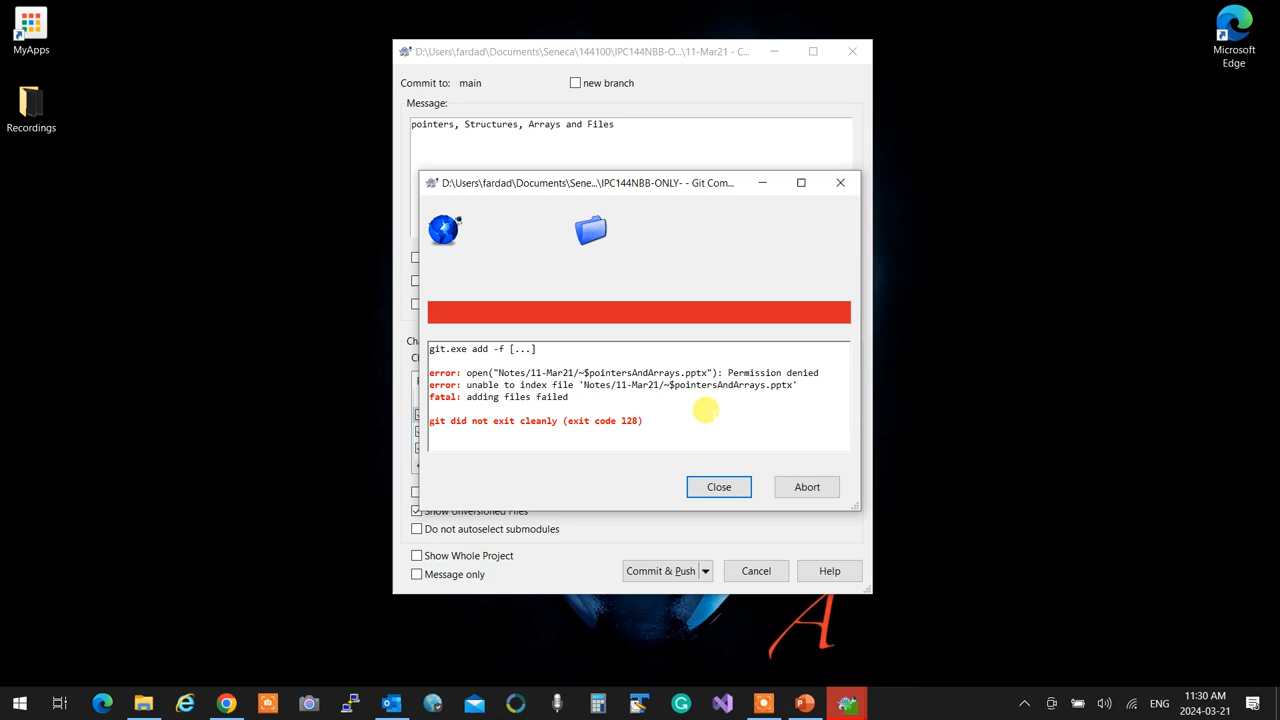 MyApps
Recordings
Microsoft
Edge
D:\Users\fardad\Documents\Seneca\144100\IPC144NBB-O...\11-Mar21 - C...
Commit to: main
new branch
Message:
pointers, Structures, Arrays and Files
D:\Users\fardad\Documents\Sene...\IPC144NBB-ONLY- - Git Com...
git.exe add -f [...]
error: open("Notes/11-Mar21/~$pointersAndArrays.pptx"): Permission denied
error: unable to index file 'Notes/11-Mar21/~$pointersAndArrays.pptx'
fatal: adding files failed
git did not exit cleanly (exit code 128)
Close
Abort
Show Unversioned Files
Do not autoselect submodules
Show Whole Project
Message only
Commit & Push
Cancel
Help
A
ENG
11:30 AM
2024-03-21